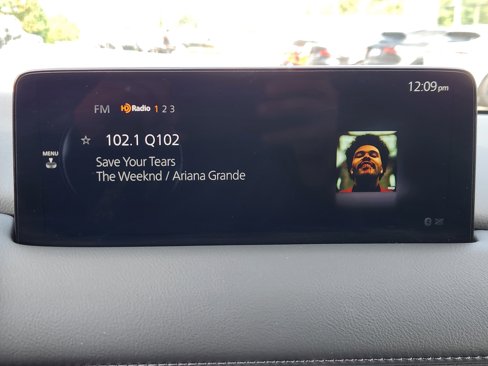 12:09pm
FM HD Radio 1 2 3
☆ 102.1 Q102
MENU
Save Your Tears
The Weeknd / Ariana Grande